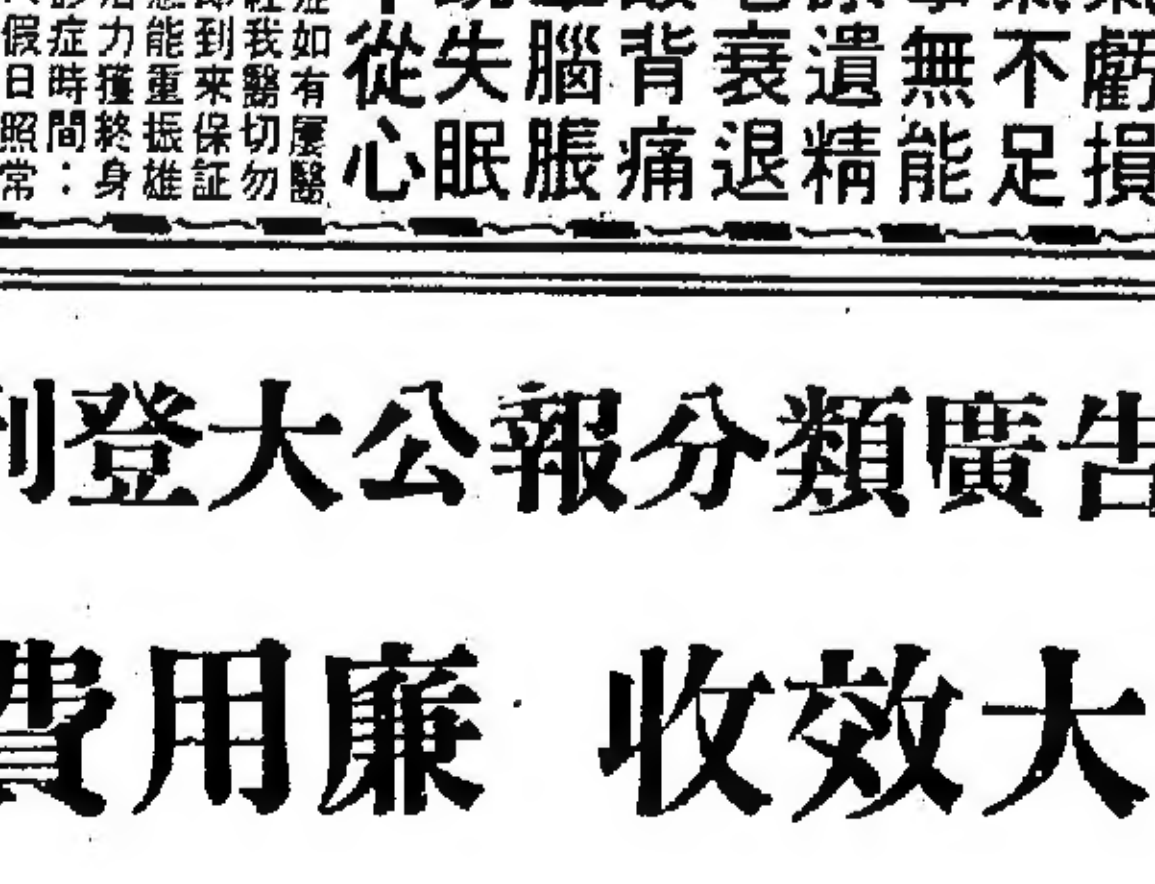 虧損
不足
無能
遺精
衰退
背痛
腦脹
失眠
從心
如有屢醫
我醫切勿
到來保証
能重振雄
力獲終身
症時間：
假日照常
刊登大公報分類廣告
費用廉 收效大